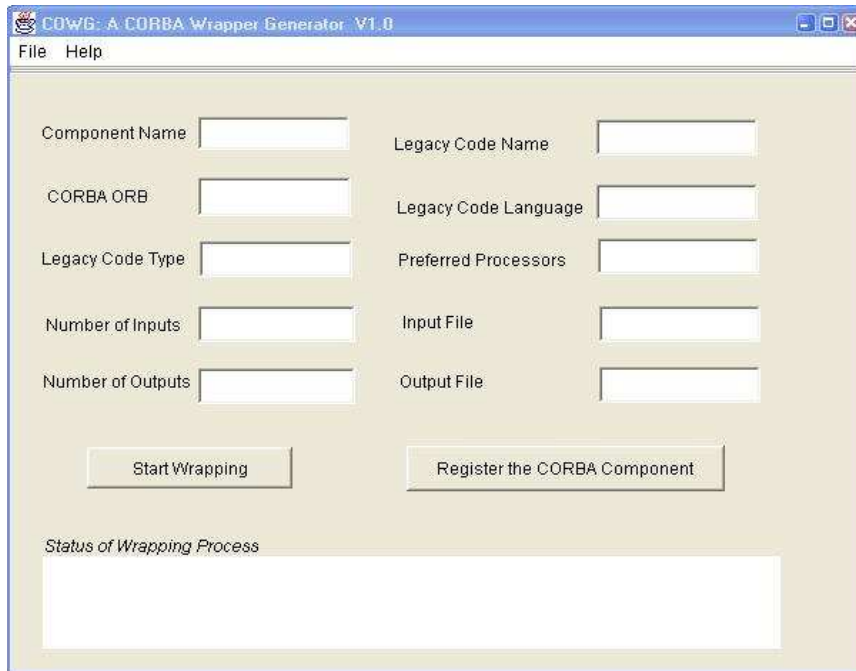 COWG: A CORBA Wrapper Generator V1.0
File Help
Component Name
Legacy Code Name
CORBA ORB
Legacy Code Language
Legacy Code Type
Preferred Processors
Number of Inputs
Input File
Number of Outputs
Output File
Start Wrapping
Register the CORBA Component
Status of Wrapping Process